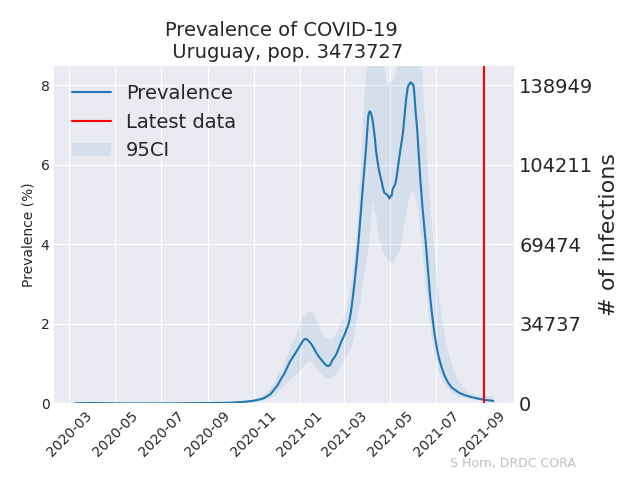 Prevalence of COVID-19
Uruguay, pop. 3473727
Prevalence
Latest data
95CI
Prevalence (%)
8
6
4
2
0
138949
104211
69474
34737
0
# of infections
2020-03
2020-05
2020-07
2020-09
2020-11
2021-01
2021-03
2021-05
2021-07
2021-09
S Horn, DRDC CORA